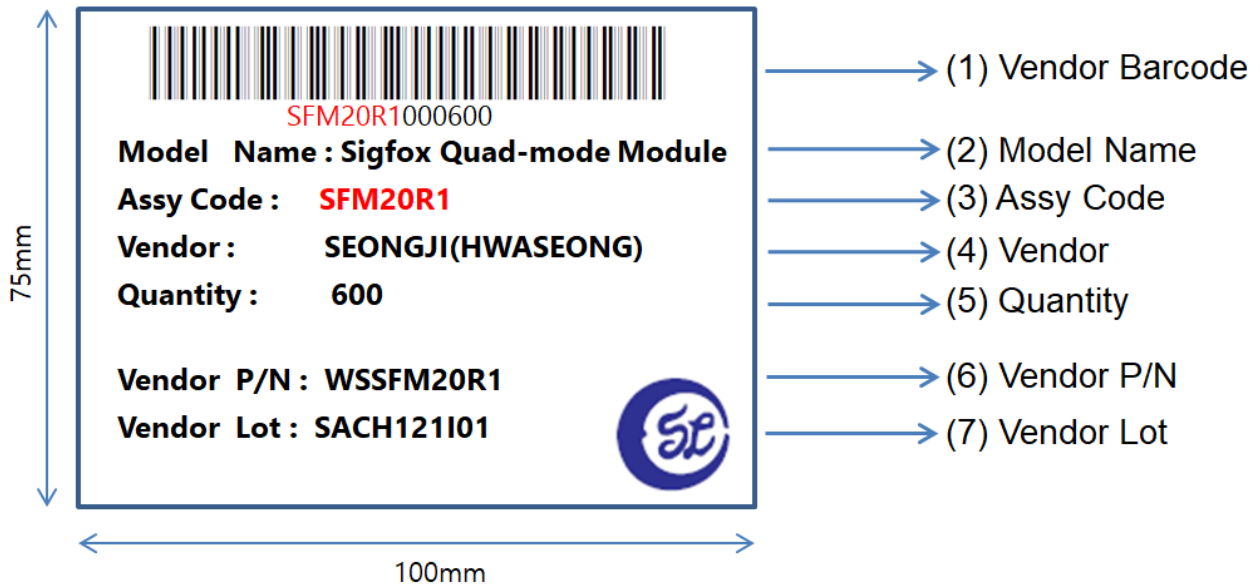 SFM20R1000600
(1) Vendor Barcode
Model Name : Sigfox Quad-mode Module
(2) Model Name
Assy Code : SFM20R1
(3) Assy Code
Vendor : SEONGJI(HWASEONG)
(4) Vendor
Quantity : 600
(5) Quantity
Vendor P/N : WSSFM20R1
(6) Vendor P/N
Vendor Lot : SACH121I01
(7) Vendor Lot
75mm
100mm